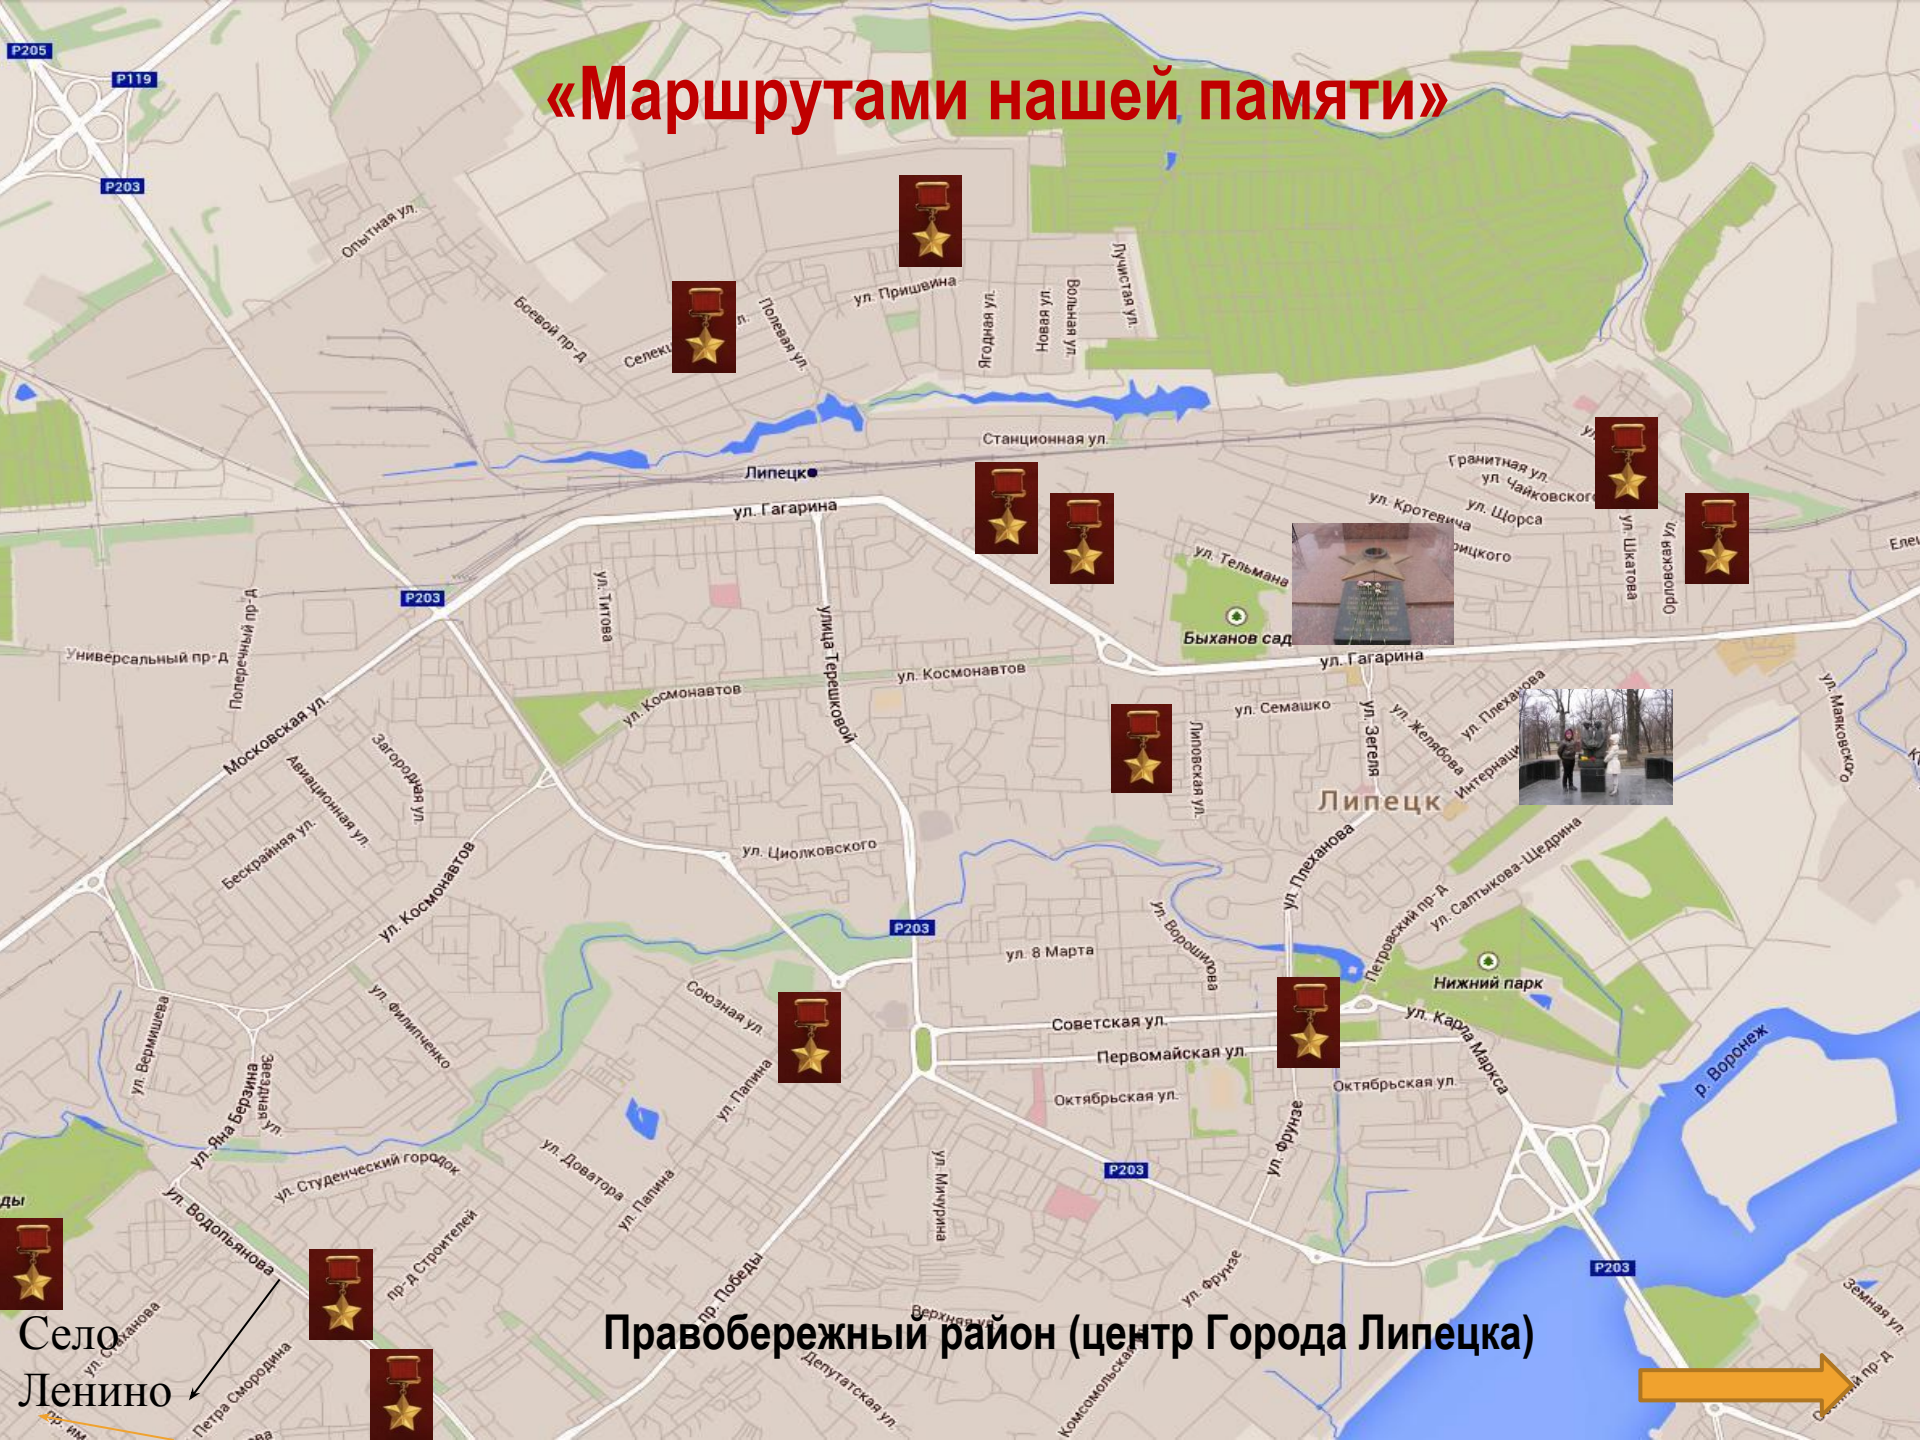 «Маршрутами нашей памяти»
P205
P119
P203
Опытная ул.
Боевой пр-д
Полевая ул.
ул. Пришвина
Ягодная ул.
Новая ул.
Вольная ул.
Лучистая ул.
Станционная ул.
Липецк
ул. Гагарина
Гранитная ул.
ул. Чайковского
ул. Кротевича
ул. Щорса
ул. Шкатова
Орловская ул.
ул. Тельмана
Быханов сад
ул. Гагарина
P203
ул. Титова
улица Терешковой
Поперечный пр-д
Универсальный пр-д
Московская ул.
ул. Космонавтов
ул. Космонавтов
ул. Семашко
ул. Зегеля
ул. Желябова
ул. Плеханова
ул. Маяковского
Липовская ул.
Липецк
Загородная ул.
Авиационная ул.
Бескрайняя ул.
ул. Космонавтов
ул. Циолковского
ул. Плеханова
Петровский пр-д
ул. Салтыкова-Щедрина
P203
ул. 8 Марта
ул. Ворошилова
Нижний парк
Союзная ул.
ул. Филипченко
ул. Вермишева
Звездная ул.
ул. Яна Берзина
Советская ул.
Первомайская ул.
ул. Карла Маркса
Октябрьская ул.
Октябрьская ул.
р. Воронеж
ул. Папина
ул. Папина
ул. Доватора
ул. Студенческий городок
ул. Водопьянова
пр-д Строителей
ул. Мичурина
P203
ул. Фрунзе
ул. Фрунзе
P203
пр. Победы
Верхняя ул.
Земная ул.
Правобережный район (центр Города Липецка)
Село
Ленино
ул. Стаханова
Петра Смородина
Депутатская ул.
пр. им.